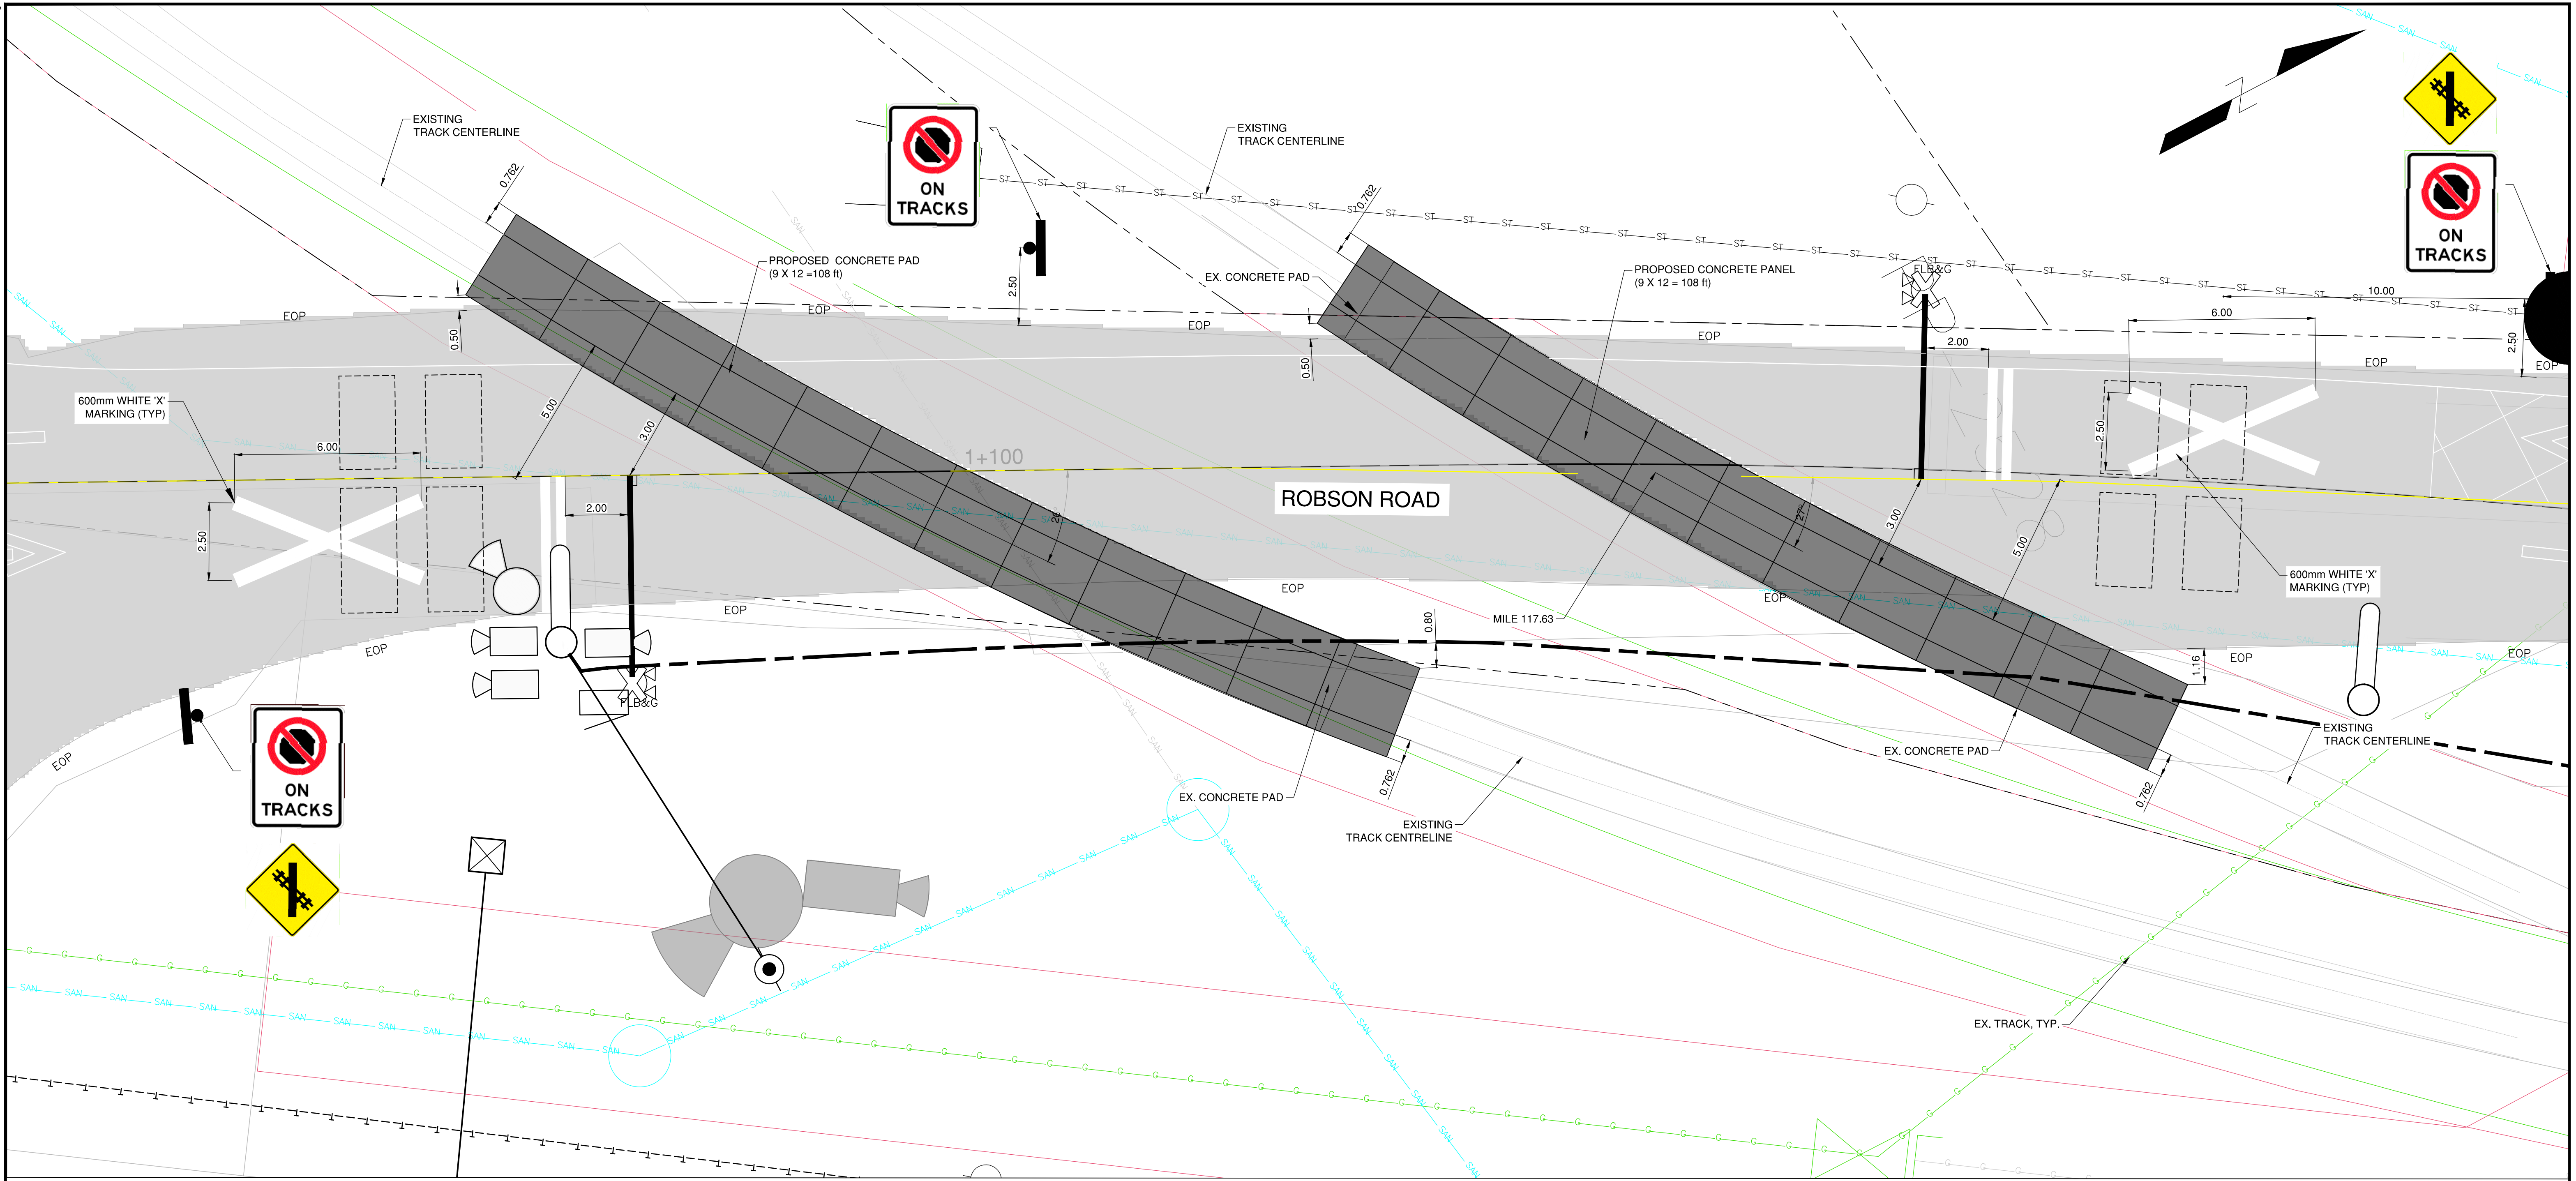 EXISTING
TRACK CENTERLINE
ON
TRACKS
EXISTING
TRACK CENTERLINE
ON
TRACKS
0.762
0.762
PROPOSED CONCRETE PAD
(9 X 12 =108 ft)
EX. CONCRETE PAD
PROPOSED CONCRETE PANEL
(9 X 12 = 108 ft)
FLB&G
2.50
10.00
6.00
2.50
0.50
0.50
2.00
EOP
EOP
EOP
EOP
EOP
EOP
600mm WHITE 'X'
MARKING (TYP)
6.00
5.00
3.00
2.50
1+100
ROBSON ROAD
2.00
2.50
27°
3.00
5.00
600mm WHITE 'X'
MARKING (TYP)
EOP
EOP
EOP
EOP
EOP
EOP
EOP
MILE 117.63
0.80
1.16
FLB&G
ON
TRACKS
EX. CONCRETE PAD
0.762
EXISTING
TRACK CENTRELINE
EX. CONCRETE PAD
0.762
EXISTING
TRACK CENTERLINE
EX. TRACK, TYP.
SAN
ST
G